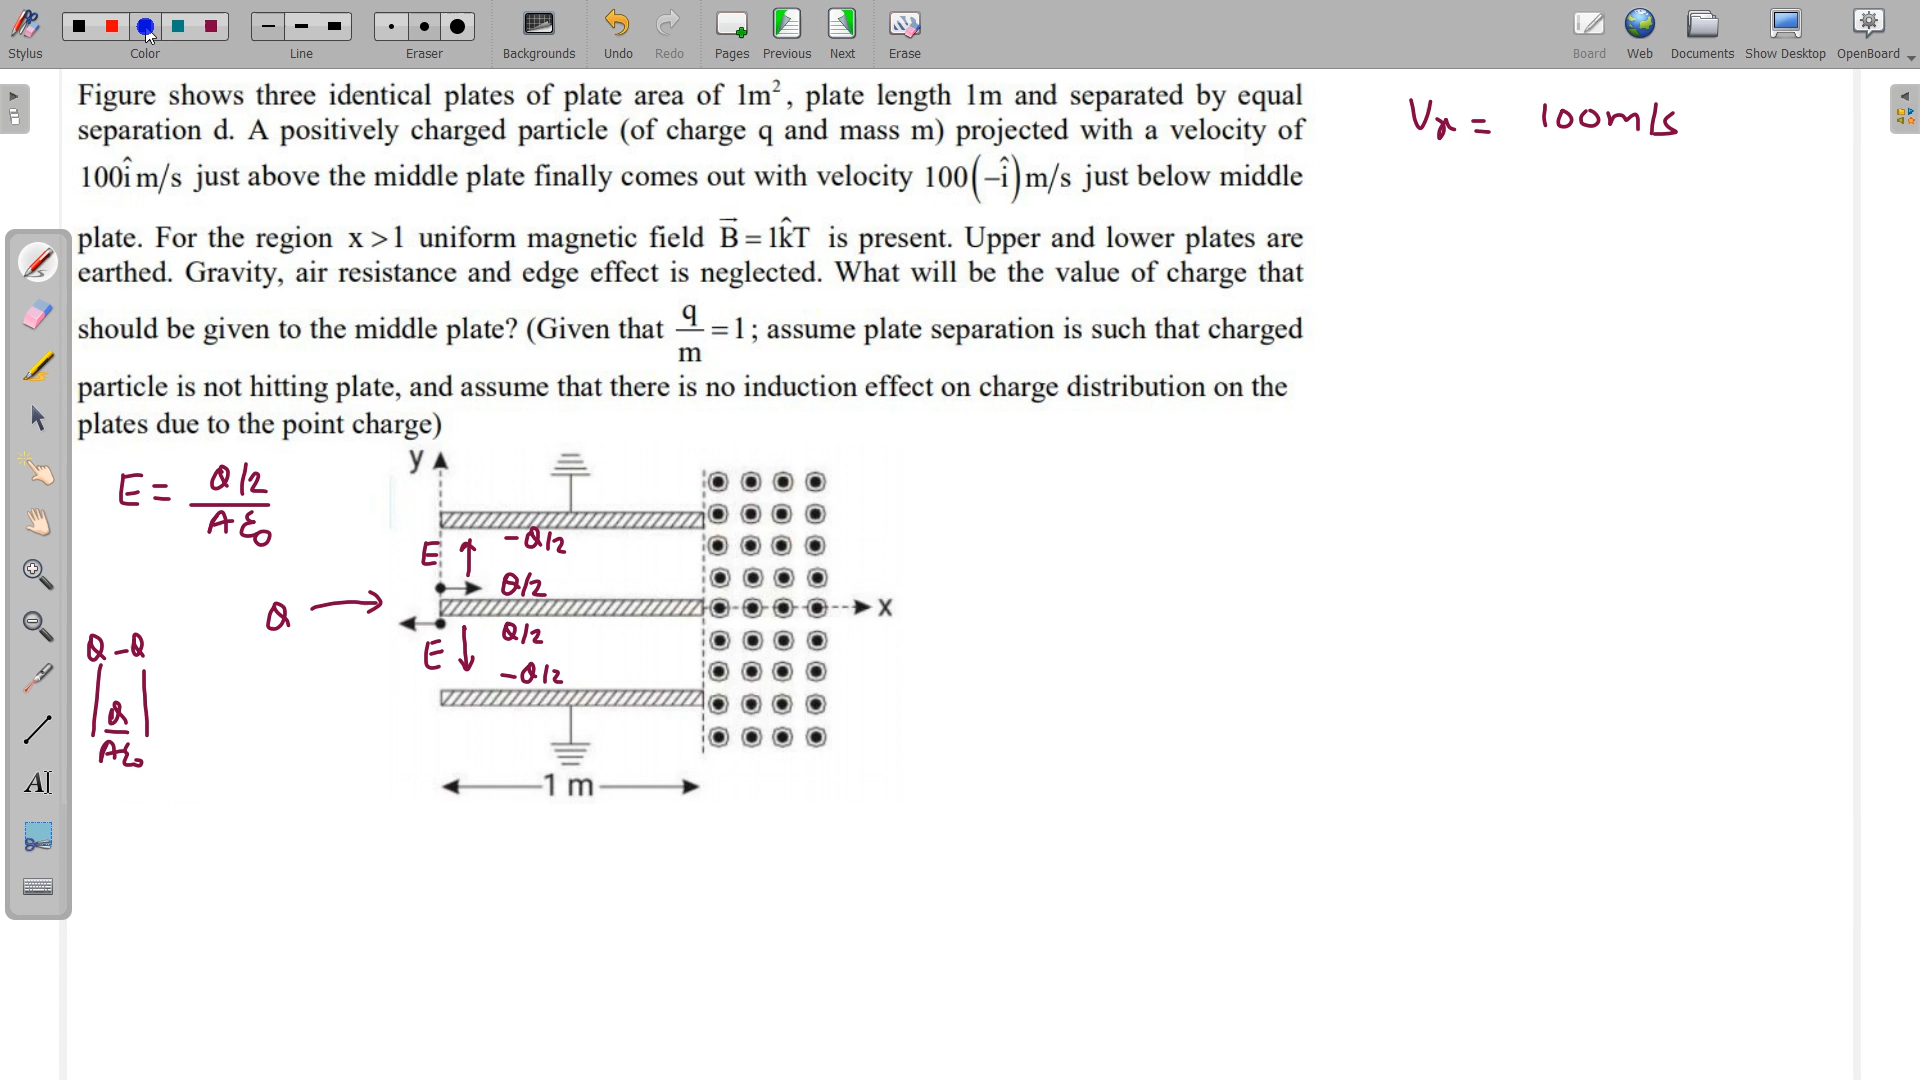 Stylus Color Line Eraser Backgrounds Undo Redo Pages Previous Next Erase Board Web Documents Show Desktop OpenBoard
Figure shows three identical plates of plate area of 1m², plate length 1m and separated by equal
separation d. A positively charged particle (of charge q and mass m) projected with a velocity of
100î m/s just above the middle plate finally comes out with velocity 100(−î) m/s just below middle
plate. For the region x > 1 uniform magnetic field B⃗ = 1k̂T is present. Upper and lower plates are
earthed. Gravity, air resistance and edge effect is neglected. What will be the value of charge that
should be given to the middle plate? (Given that q/m = 1; assume plate separation is such that charged
particle is not hitting plate, and assume that there is no induction effect on charge distribution on the
plates due to the point charge)
Vx = 100m/s
E = Q/2 / Aε0
y
E
-Q/2
Q/2
Q
x
Q/2
E
-Q/2
Q -Q
Q/Aε0
1 m
AI